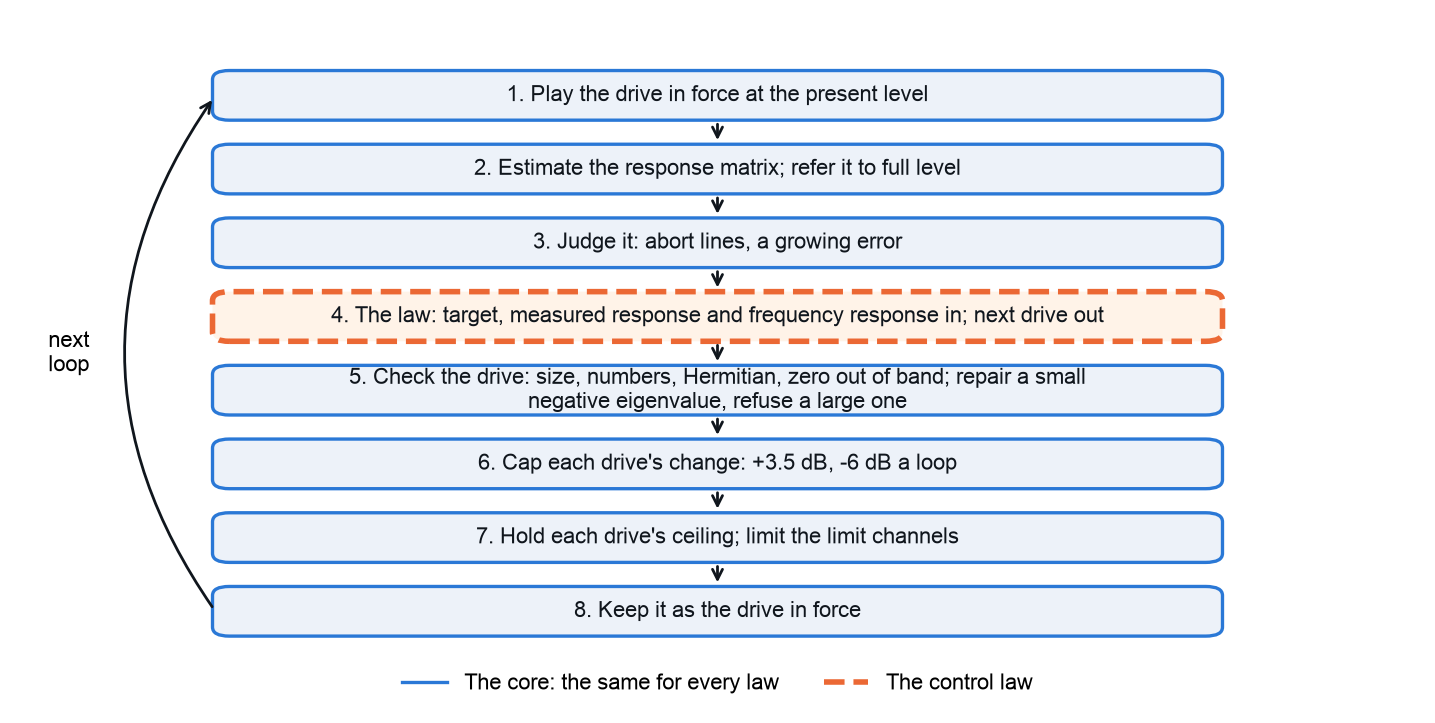 1. Play the drive in force at the present level
2. Estimate the response matrix; refer it to full level
3. Judge it: abort lines, a growing error
4. The law: target, measured response and frequency response in; next drive out
next
loop
5. Check the drive: size, numbers, Hermitian, zero out of band; repair a small
negative eigenvalue, refuse a large one
6. Cap each drive's change: +3.5 dB, -6 dB a loop
7. Hold each drive's ceiling; limit the limit channels
8. Keep it as the drive in force
The core: the same for every law
The control law